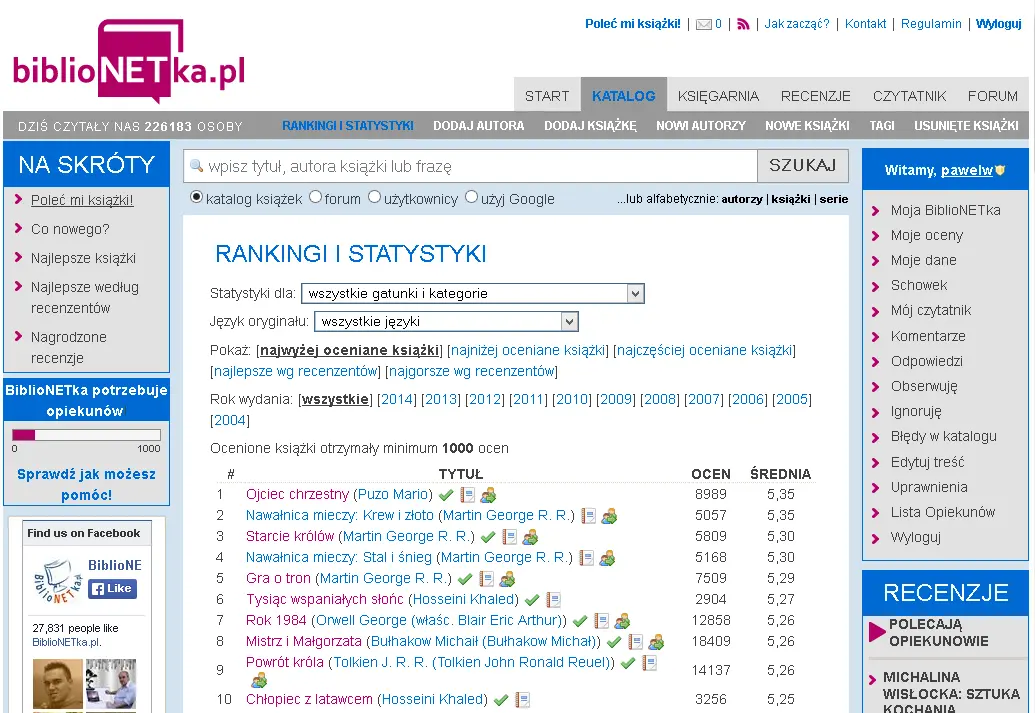 Poleć mi książki! | 0 | | Jak zacząć? | Kontakt | Regulamin | Wyloguj
biblioNETka.pl
START KATALOG KSIĘGARNIA RECENZJE CZYTATNIK FORUM
DZIŚ CZYTAŁY NAS 226183 OSOBY
RANKINGI I STATYSTYKI DODAJ AUTORA DODAJ KSIĄŻKĘ NOWI AUTORZY NOWE KSIĄŻKI TAGI USUNIĘTE KSIĄŻKI
NA SKRÓTY
Poleć mi książki!
Co nowego?
Najlepsze książki
Najlepsze według
recenzentów
Nagrodzone
recenzje
BiblioNETka potrzebuje
opiekunów
0 1000
Sprawdź jak możesz
pomóc!
Find us on Facebook
BiblioNETka.pl
BiblioNE
Like
27,831 people like
BiblioNETka.pl.
wpisz tytuł, autora książki lub frazę SZUKAJ
katalog książek forum użytkownicy użyj Google ...lub alfabetycznie: autorzy | książki | serie
RANKINGI I STATYSTYKI
Statystyki dla: wszystkie gatunki i kategorie
Język oryginału: wszystkie języki
Pokaż: [najwyżej oceniane książki] [najniżej oceniane książki] [najczęściej oceniane książki]
[najlepsze wg recenzentów] [najgorsze wg recenzentów]
Rok wydania: [wszystkie] [2014] [2013] [2012] [2011] [2010] [2009] [2008] [2007] [2006] [2005]
[2004]
Ocenione książki otrzymały minimum 1000 ocen
# TYTUŁ OCEN ŚREDNIA
1 Ojciec chrzestny (Puzo Mario) 8989 5,35
2 Nawałnica mieczy: Krew i złoto (Martin George R. R.) 5057 5,35
3 Starcie królów (Martin George R. R.) 5809 5,30
4 Nawałnica mieczy: Stal i śnieg (Martin George R. R.) 5168 5,30
5 Gra o tron (Martin George R. R.) 7509 5,29
6 Tysiąc wspaniałych słońc (Hosseini Khaled) 2904 5,27
7 Rok 1984 (Orwell George (właśc. Blair Eric Arthur)) 12858 5,26
8 Mistrz i Małgorzata (Bułhakow Michaił (Bułhakow Michał)) 18409 5,26
9 Powrót króla (Tolkien J. R. R. (Tolkien John Ronald Reuel)) 14137 5,26
10 Chłopiec z latawcem (Hosseini Khaled) 3256 5,25
Witamy, pawelw
Moja BiblioNETka
Moje oceny
Moje dane
Schowek
Mój czytatnik
Komentarze
Odpowiedzi
Obserwuję
Ignoruję
Błędy w katalogu
Edytuj treść
Uprawnienia
Lista Opiekunów
Wyloguj
RECENZJE
POLECAJĄ
OPIEKUNOWIE
MICHALINA
WISŁOCKA: SZTUKA
KOCHANIA